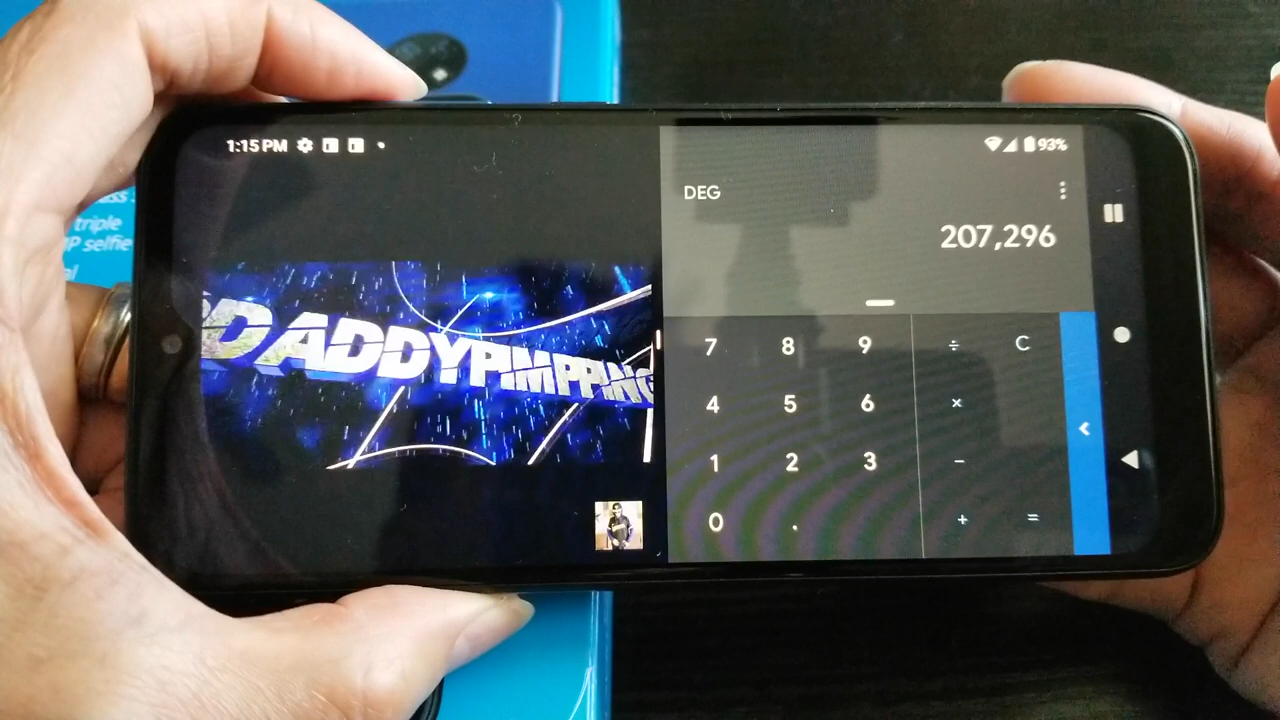 1:15 PM
93%
DEG
207,296
DADDYPIMPPING
7 8 9 ÷ C
4 5 6 ×
1 2 3 −
0 . + =
triple
MP selfie